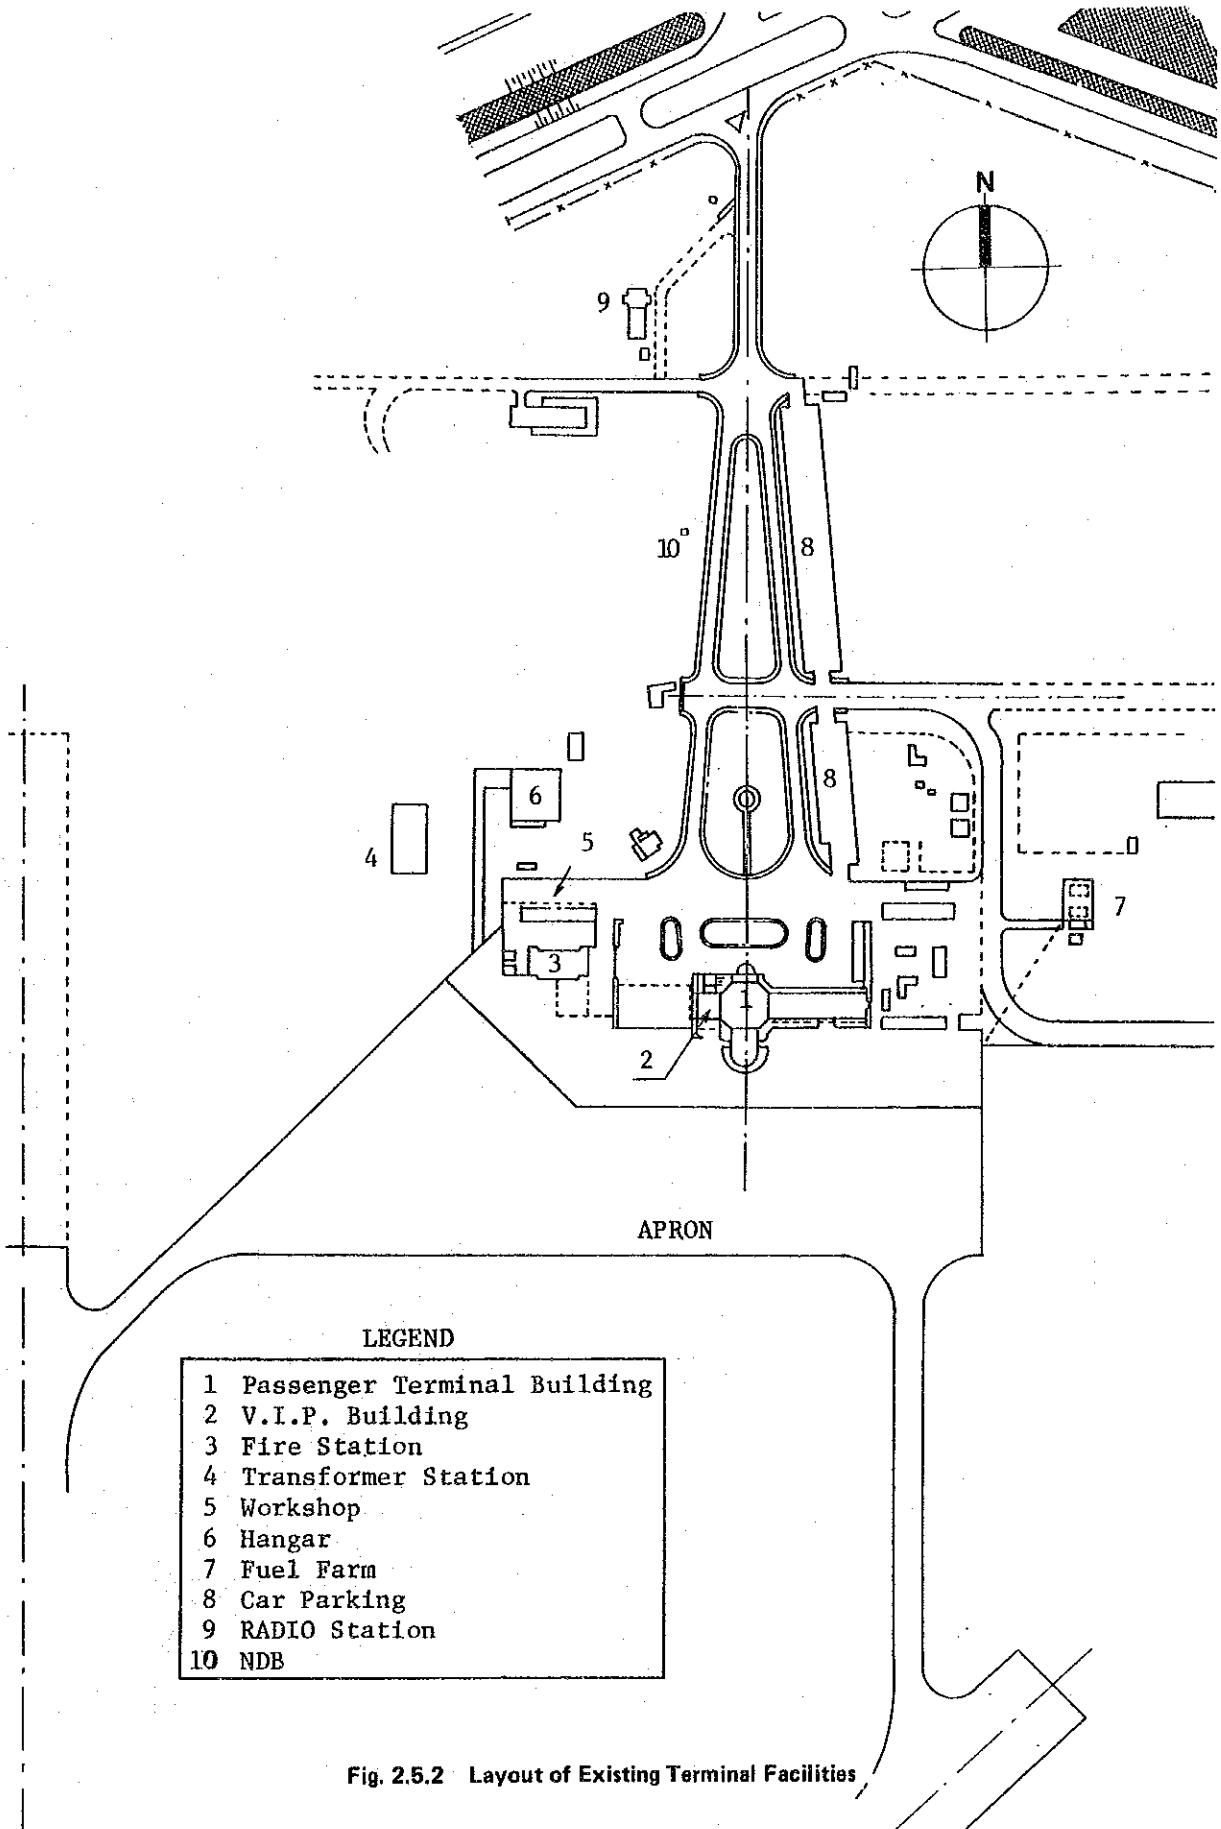 N
9
10
8
6
8
4
5
7
3
1
2
APRON
LEGEND
1 Passenger Terminal Building
2 V.I.P. Building
3 Fire Station
4 Transformer Station
5 Workshop
6 Hangar
7 Fuel Farm
8 Car Parking
9 RADIO Station
10 NDB
Fig. 2.5.2 Layout of Existing Terminal Facilities